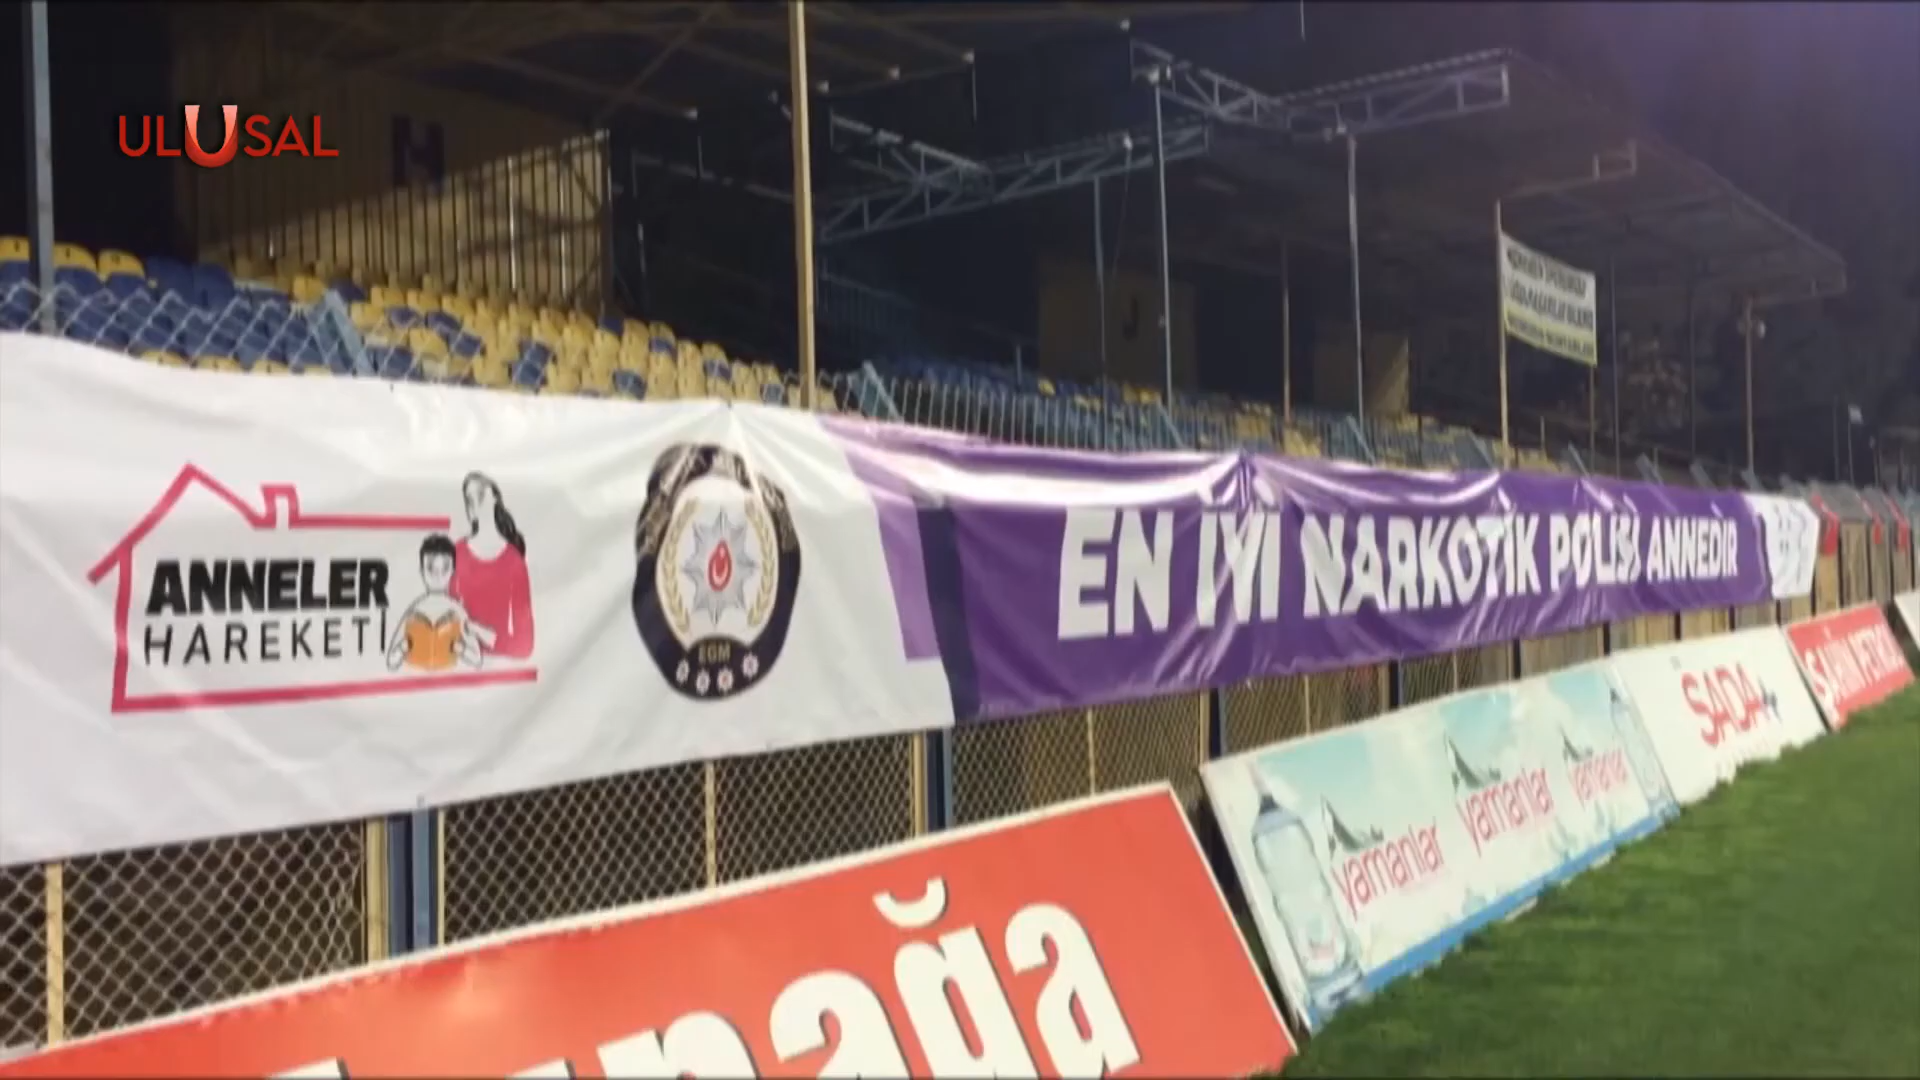 ULUSAL
H
J
ANNELER
HAREKETİ
EGM
EN İYİ NARKOTİK POLİSİ ANNEDİR
yamanlar
yamanlar
yamanlar
SADA